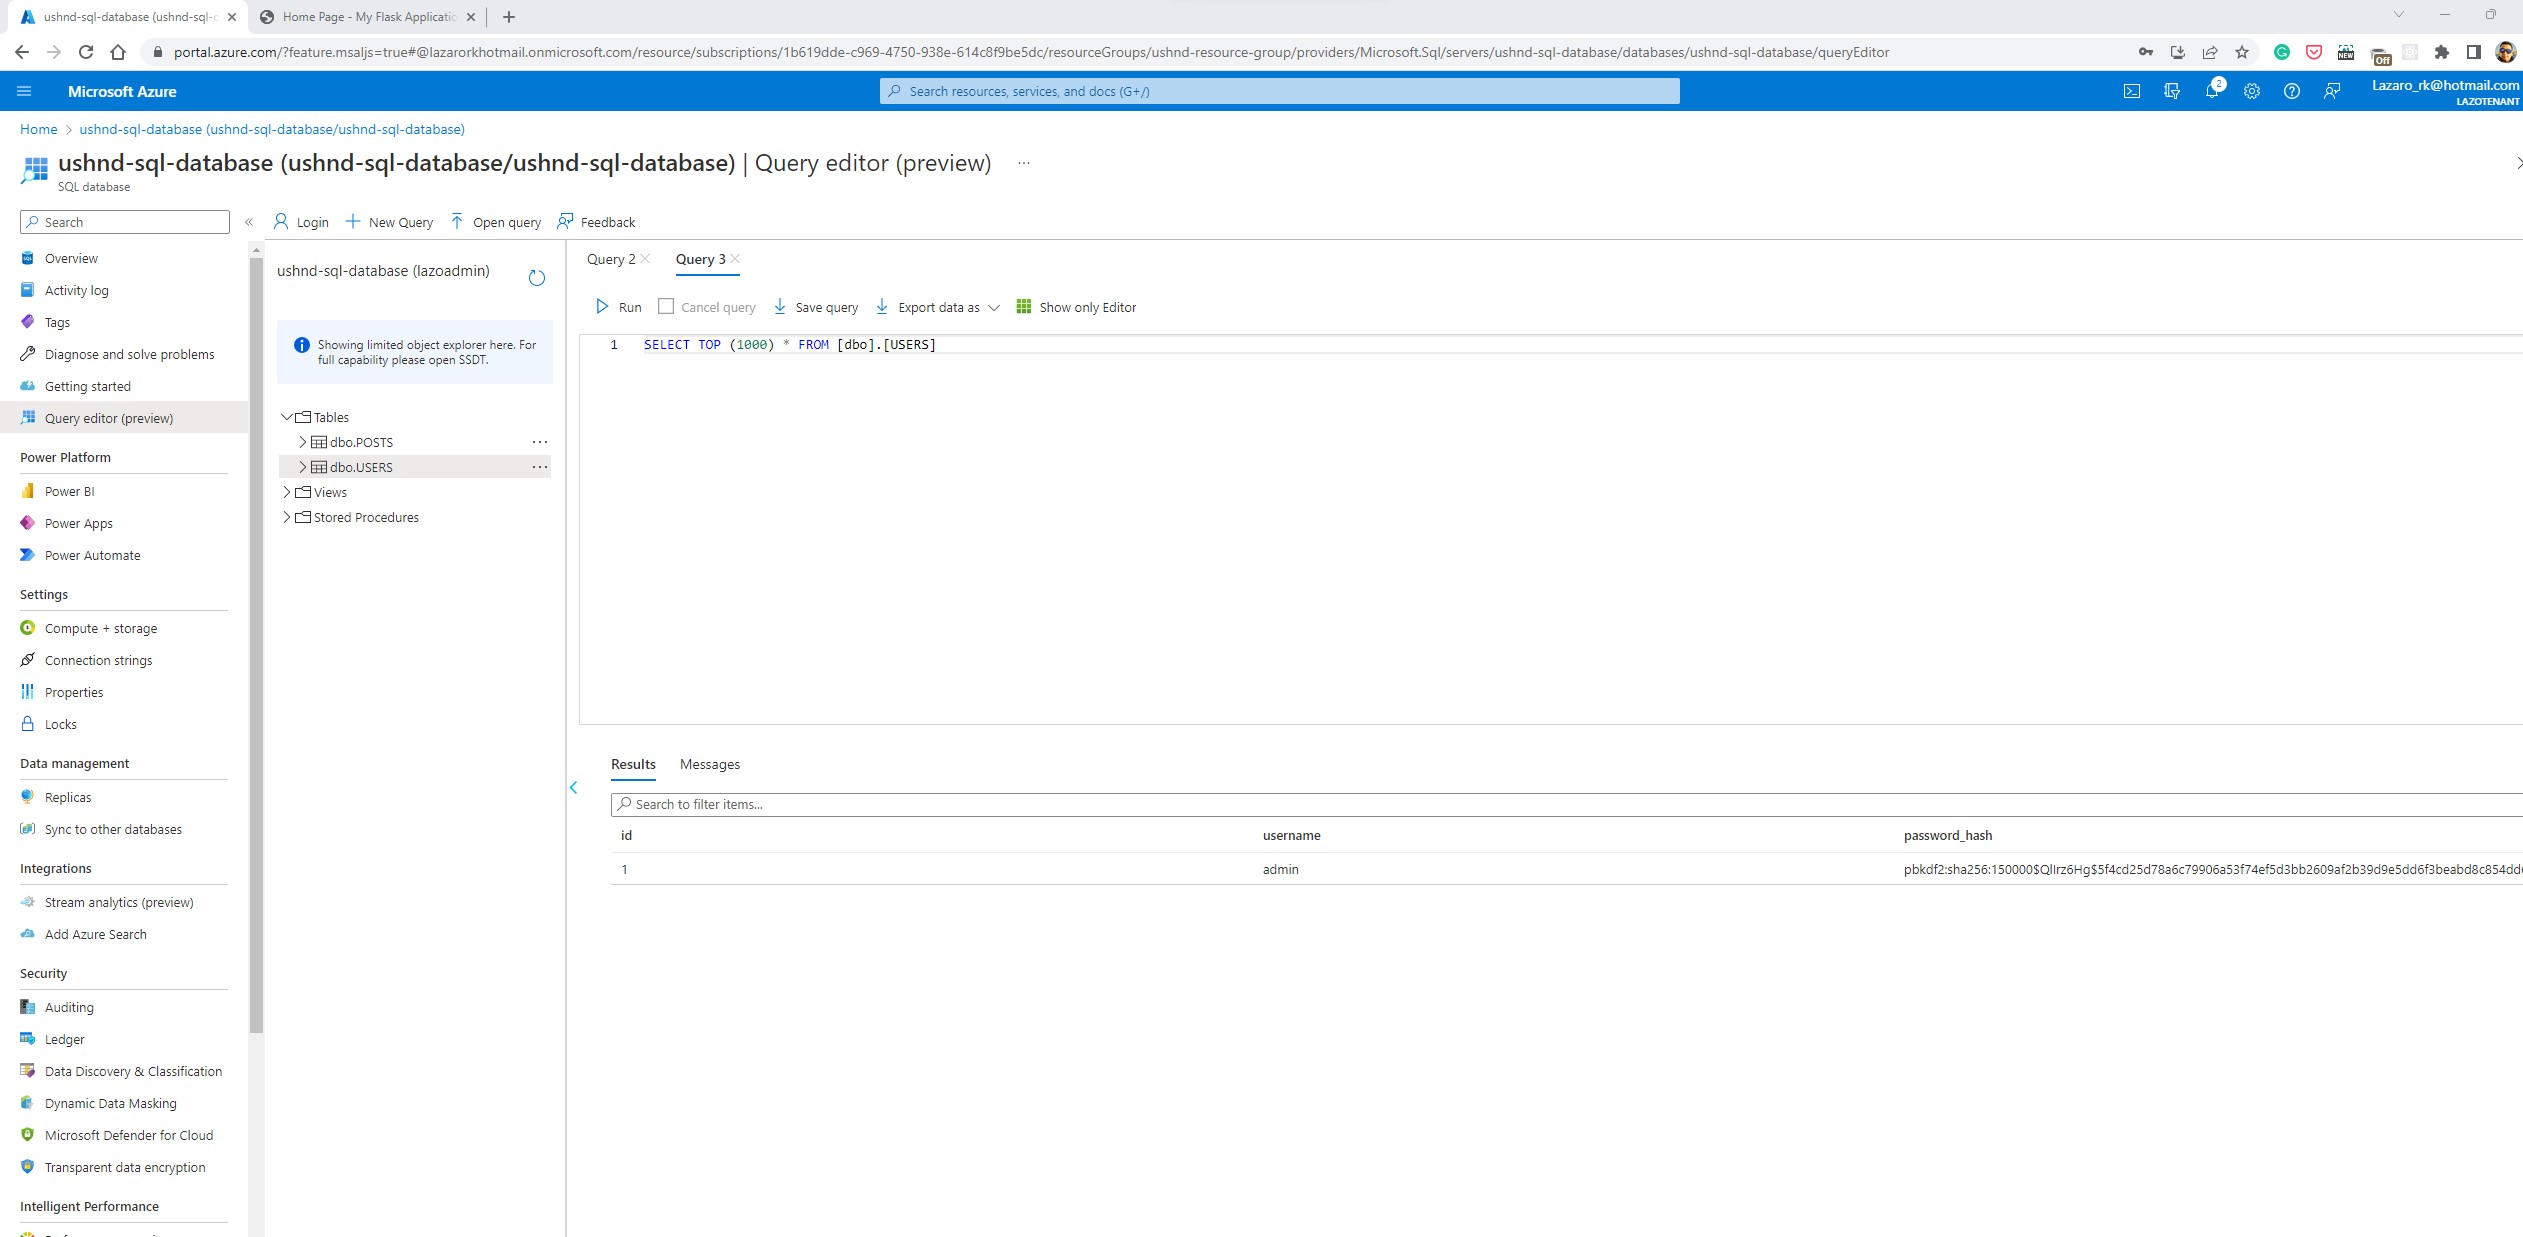 ushnd-sql-database (ushnd-sql-c
Home Page - My Flask Applicatio
portal.azure.com/?feature.msaljs=true#@lazarorkhotmail.onmicrosoft.com/resource/subscriptions/1b619dde-c969-4750-938e-614c8f9be5dc/resourceGroups/ushnd-resource-group/providers/Microsoft.Sql/servers/ushnd-sql-database/databases/ushnd-sql-database/queryEditor
NEW
Off
Microsoft Azure
Search resources, services, and docs (G+/)
2
Lazaro_rk@hotmail.com
LAZOTENANT
Home > ushnd-sql-database (ushnd-sql-database/ushnd-sql-database)
ushnd-sql-database (ushnd-sql-database/ushnd-sql-database) | Query editor (preview) ...
SQL database
Search
Login
New Query
Open query
Feedback
Overview
Activity log
Tags
Diagnose and solve problems
Getting started
Query editor (preview)
Power Platform
Power BI
Power Apps
Power Automate
Settings
Compute + storage
Connection strings
Properties
Locks
Data management
Replicas
Sync to other databases
Integrations
Stream analytics (preview)
Add Azure Search
Security
Auditing
Ledger
Data Discovery & Classification
Dynamic Data Masking
Microsoft Defender for Cloud
Transparent data encryption
Intelligent Performance
ushnd-sql-database (lazoadmin)
Showing limited object explorer here. For
full capability please open SSDT.
Tables
dbo.POSTS ...
dbo.USERS ...
Views
Stored Procedures
Query 2
Query 3
Run
Cancel query
Save query
Export data as
Show only Editor
1 SELECT TOP (1000) * FROM [dbo].[USERS]
Results
Messages
Search to filter items...
id username password_hash
1 admin pbkdf2:sha256:150000$QlIrz6Hg$5f4cd25d78a6c79906a53f74ef5d3bb2609af2b39d9e5dd6f3beabd8c854dd